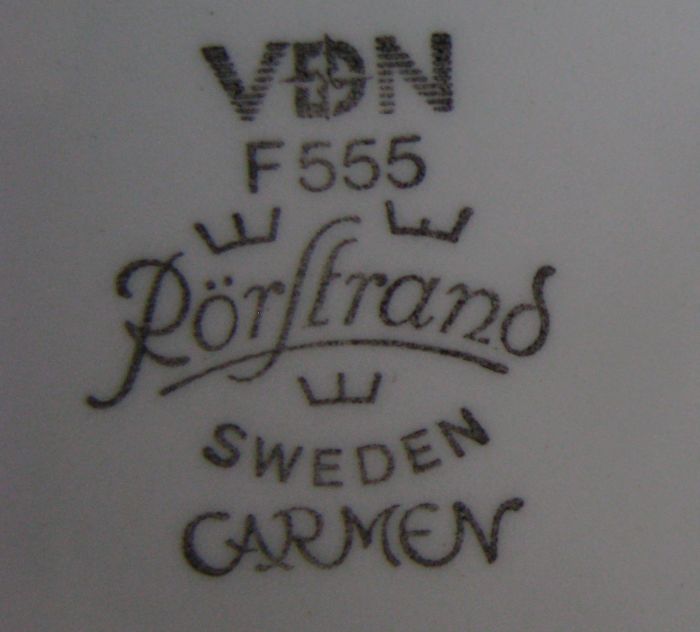 VDN
F555
Rörstrand
SWEDEN
CARMEN